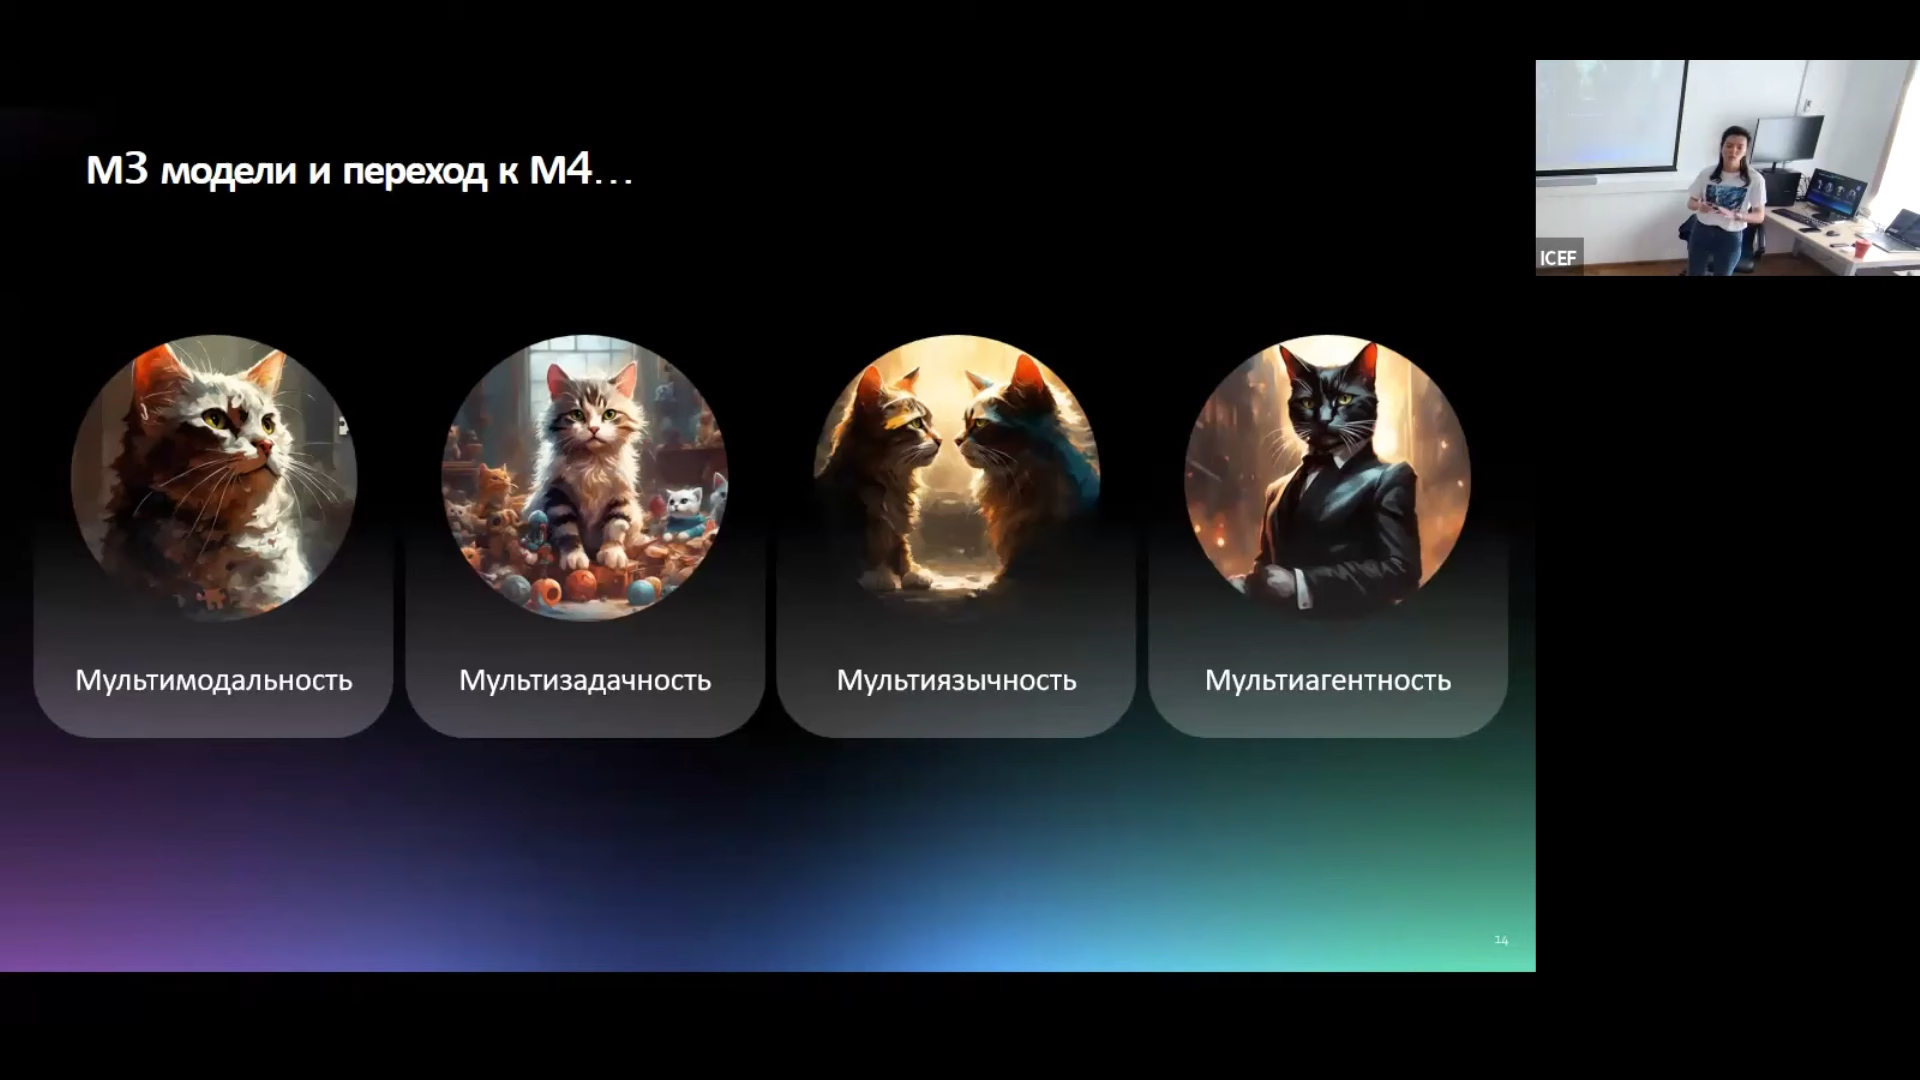 М3 модели и переход к М4...
ICEF
Мультимодальность
Мультизадачность
Мультиязычность
Мультиагентность
14